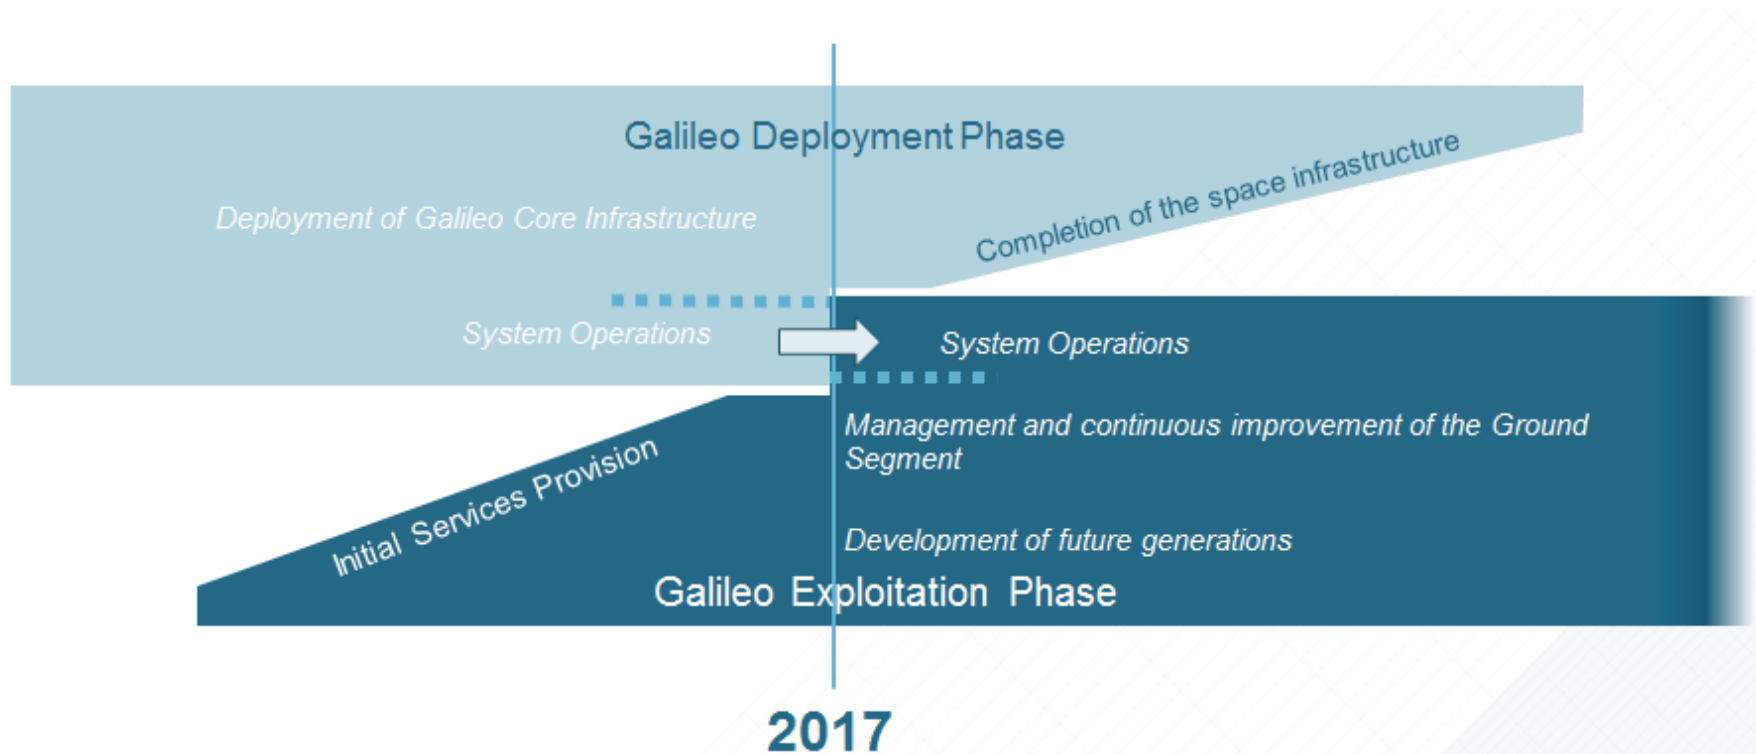 Galileo Deployment Phase
Completion of the space infrastructure
Deployment of Galileo Core Infrastructure
System Operations
System Operations
Management and continuous improvement of the Ground
Segment
Initial Services Provision
Development of future generations
Galileo Exploitation Phase
2017